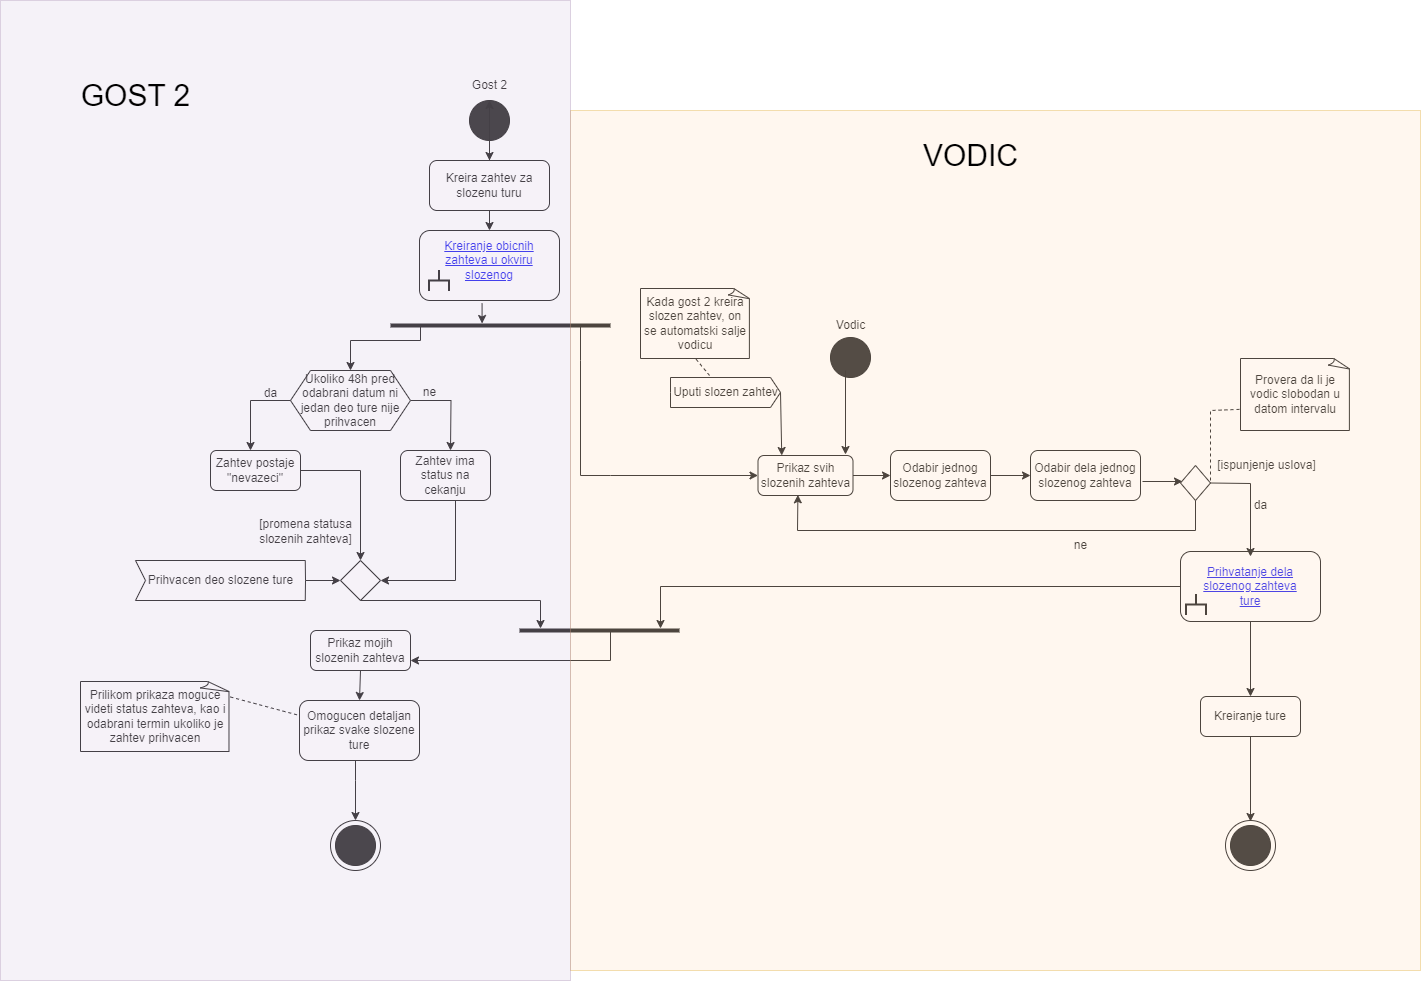 GOST 2
Gost 2
Kreira zahtev za
slozenu turu
Kreiranje obicnih
zahteva u okviru
slozenog
Ukoliko 48h pred
odabrani datum ni
jedan deo ture nije
prihvacen
da
ne
Zahtev postaje
"nevazeci"
Zahtev ima
status na
cekanju
[promena statusa
slozenih zahteva]
Prihvacen deo slozene ture
Prikaz mojih
slozenih zahteva
Prilikom prikaza moguce
videti status zahteva, kao i
odabrani termin ukoliko je
zahtev prihvacen
Omogucen detaljan
prikaz svake slozene
ture
VODIC
Kada gost 2 kreira
slozen zahtev, on
se automatski salje
vodicu
Vodic
Uputi slozen zahtev
Prikaz svih
slozenih zahteva
Odabir jednog
slozenog zahteva
Odabir dela jednog
slozenog zahteva
Provera da li je
vodic slobodan u
datom intervalu
[ispunjenje uslova]
da
ne
Prihvatanje dela
slozenog zahteva
ture
Kreiranje ture